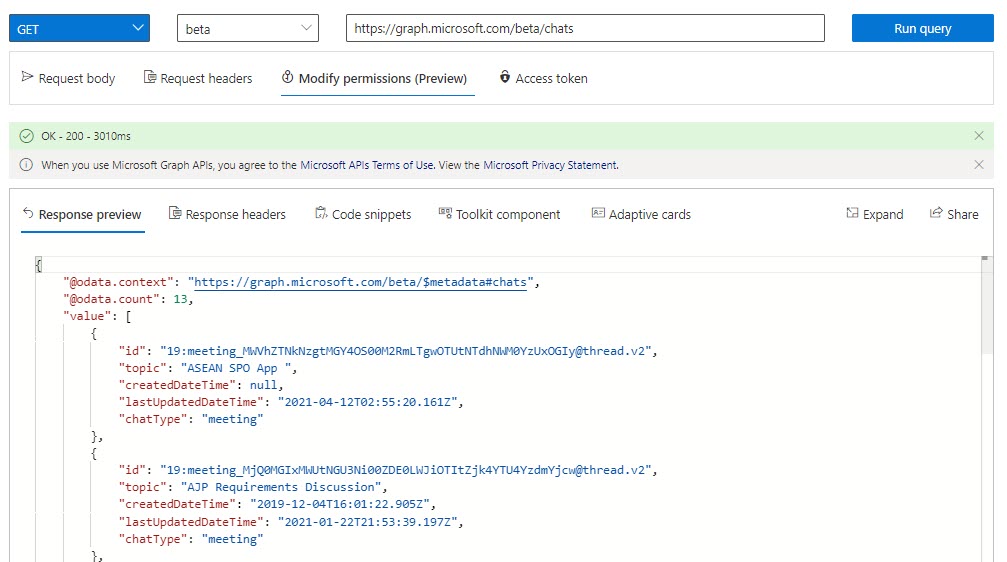 GET beta https://graph.microsoft.com/beta/chats Run query
Request body Request headers Modify permissions (Preview) Access token
OK - 200 - 3010ms
When you use Microsoft Graph APIs, you agree to the Microsoft APIs Terms of Use. View the Microsoft Privacy Statement.
Response preview Response headers Code snippets Toolkit component Adaptive cards Expand Share
{
"@odata.context": "https://graph.microsoft.com/beta/$metadata#chats",
"@odata.count": 13,
"value": [
{
"id": "19:meeting_MWVhZTNkNzgtMGY4OS00M2RmLTgwOTUtNTdhNWM0YzUxOGIy@thread.v2",
"topic": "ASEAN SPO App ",
"createdDateTime": null,
"lastUpdatedDateTime": "2021-04-12T02:55:20.161Z",
"chatType": "meeting"
},
{
"id": "19:meeting_MjQ0MGIxMWUtNGU3Ni00ZDE0LWJiOTItZjk4YTU4YzdmYjcw@thread.v2",
"topic": "AJP Requirements Discussion",
"createdDateTime": "2019-12-04T16:01:22.905Z",
"lastUpdatedDateTime": "2021-01-22T21:53:39.197Z",
"chatType": "meeting"
},